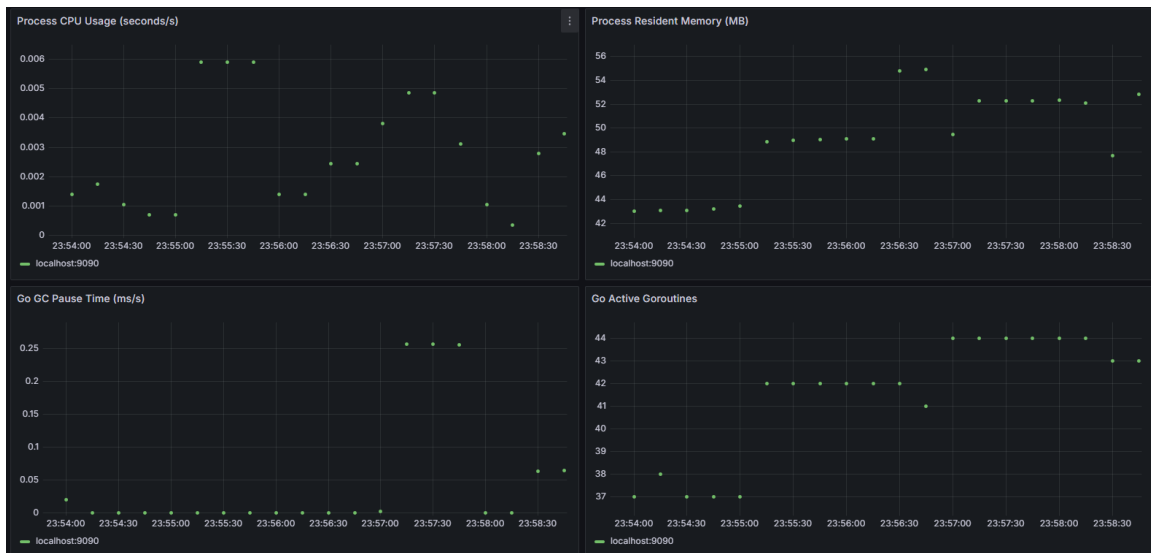 Process CPU Usage (seconds/s)
0.006
0.005
0.004
0.003
0.002
0.001
0
23:54:00 23:54:30 23:55:00 23:55:30 23:56:00 23:56:30 23:57:00 23:57:30 23:58:00 23:58:30
localhost:9090
Process Resident Memory (MB)
56
54
52
50
48
46
44
42
23:54:00 23:54:30 23:55:00 23:55:30 23:56:00 23:56:30 23:57:00 23:57:30 23:58:00 23:58:30
localhost:9090
Go GC Pause Time (ms/s)
0.25
0.2
0.15
0.1
0.05
0
23:54:00 23:54:30 23:55:00 23:55:30 23:56:00 23:56:30 23:57:00 23:57:30 23:58:00 23:58:30
localhost:9090
Go Active Goroutines
44
43
42
41
40
39
38
37
23:54:00 23:54:30 23:55:00 23:55:30 23:56:00 23:56:30 23:57:00 23:57:30 23:58:00 23:58:30
localhost:9090